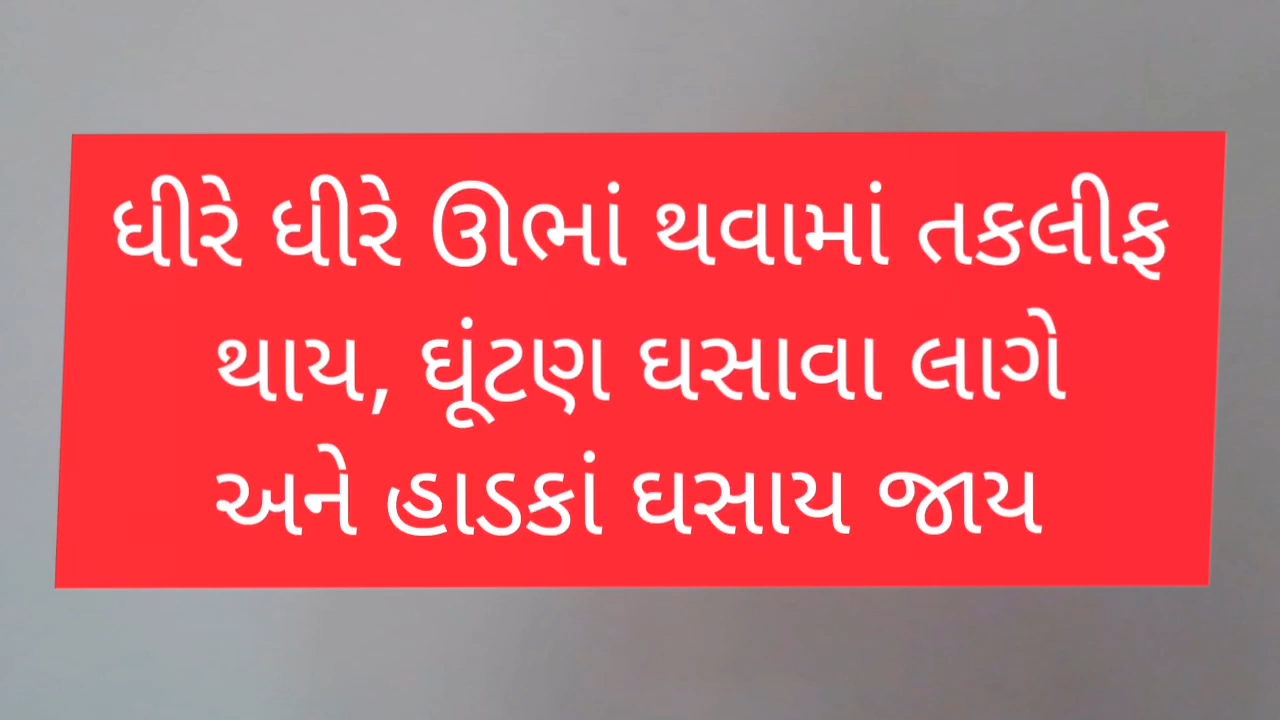 ધીરે ધીરે ઊભાં થવામાં તકલીફ
થાય, ઘૂંટણ ઘસાવા લાગે
અને હાડકાં ઘસાય જાય